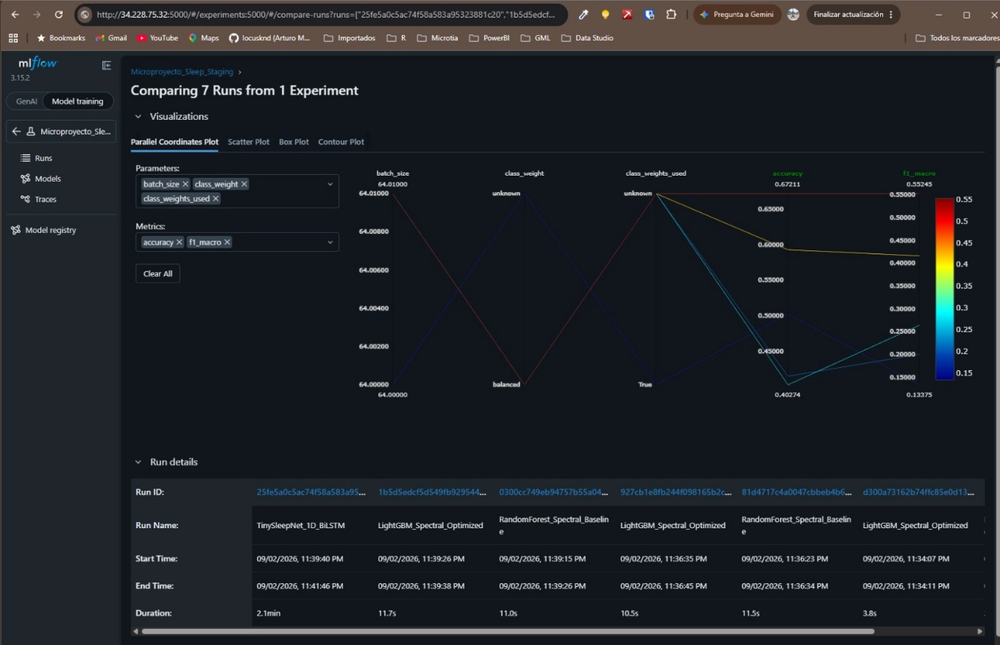 http://34.228.75.32:5000/#/experiments:5000/#/compare-runs?runs=["25fe5a0c5ac74f58a583a95323881c20","1b5d5edcf...
Pregunta a Gemini
Finalizar actualización
Bookmarks Gmail YouTube Maps locusknd (Arturo M... Importados R Microtia PowerBI GML Data Studio Todos los marcadores
mlflow
3.15.2
GenAI Model training
Microproyecto_Sle...
Runs
Models
Traces
Model registry
Microproyecto_Sleep_Staging ›
Comparing 7 Runs from 1 Experiment
Visualizations
Parallel Coordinates Plot Scatter Plot Box Plot Contour Plot
Parameters:
batch_size × class_weight ×
class_weights_used ×
Metrics:
accuracy × f1_macro ×
Clear All
batch_size class_weight class_weights_used accuracy f1_macro
64.01000 0.67211 0.55245
64.01000 unknown unknown 0.55000
64.00800
64.00600
64.00400
64.00200
64.00000 balanced True
64.00000 0.40274 0.13375
0.65000
0.60000
0.55000
0.50000
0.45000
0.50000
0.45000
0.40000
0.35000
0.30000
0.25000
0.20000
0.15000
0.55
0.5
0.45
0.4
0.35
0.3
0.25
0.2
0.15
Run details
Run ID: 25fe5a0c5ac74f58a583a95... 1b5d5edcf5d549fb929544... 0300cc749eb94757b55a04... 927cb1e8fb244f098165b2c... 81d4717c4a0047cbbeb4b6... d300a73162b74ffc85e0d13...
Run Name: TinySleepNet_1D_BiLSTM LightGBM_Spectral_Optimized RandomForest_Spectral_Baselin
e LightGBM_Spectral_Optimized RandomForest_Spectral_Baselin
e LightGBM_Spectral_Optimized
Start Time: 09/02/2026, 11:39:40 PM 09/02/2026, 11:39:26 PM 09/02/2026, 11:39:15 PM 09/02/2026, 11:36:35 PM 09/02/2026, 11:36:23 PM 09/02/2026, 11:34:07 PM
End Time: 09/02/2026, 11:41:46 PM 09/02/2026, 11:39:38 PM 09/02/2026, 11:39:26 PM 09/02/2026, 11:36:45 PM 09/02/2026, 11:36:34 PM 09/02/2026, 11:34:11 PM
Duration: 2.1min 11.7s 11.0s 10.5s 11.5s 3.8s